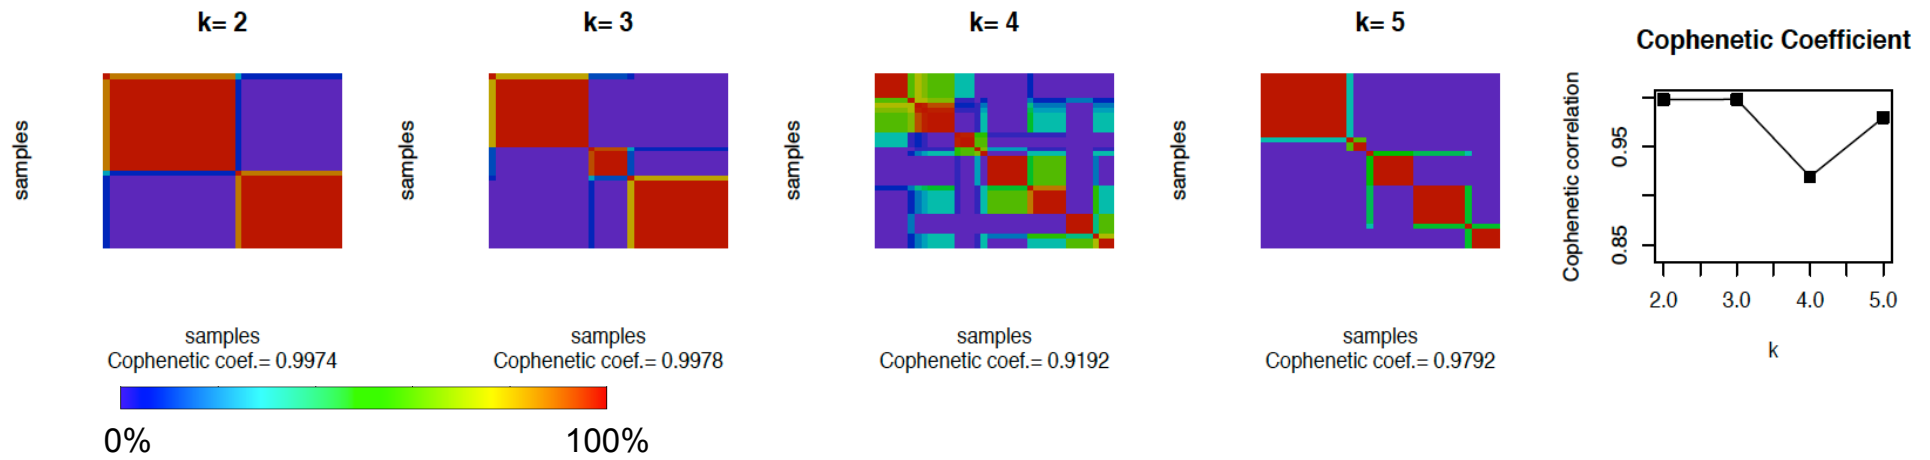 k= 2
samples
samples
Cophenetic coef.= 0.9974
k= 3
samples
samples
Cophenetic coef.= 0.9978
k= 4
samples
samples
Cophenetic coef.= 0.9192
k= 5
samples
samples
Cophenetic coef.= 0.9792
Cophenetic Coefficient
Cophenetic correlation
0.95
0.85
2.0 3.0 4.0 5.0
k
0% 100%